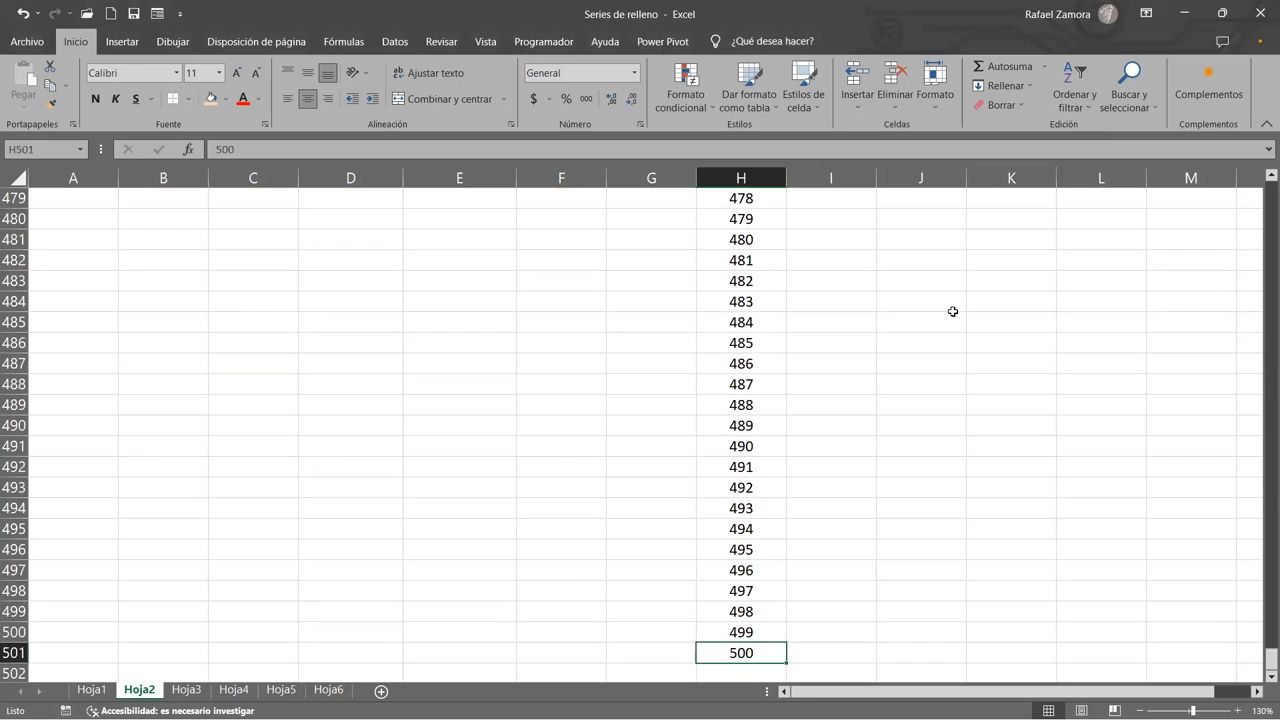 Series de relleno - Excel
Rafael Zamora
Archivo Inicio Insertar Dibujar Disposición de página Fórmulas Datos Revisar Vista Programador Ayuda Power Pivot ¿Qué desea hacer?
Pegar
Portapapeles
Calibri 11
N K S
Fuente
Ajustar texto
Combinar y centrar
Alineación
General
$ % 000
Número
Formato condicional
Dar formato como tabla
Estilos de celda
Estilos
Insertar Eliminar Formato
Celdas
Autosuma
Rellenar
Borrar
Ordenar y filtrar
Buscar y seleccionar
Edición
Complementos
Complementos
H501 fx 500
A B C D E F G H I J K L M
479 478
480 479
481 480
482 481
483 482
484 483
485 484
486 485
487 486
488 487
489 488
490 489
491 490
492 491
493 492
494 493
495 494
496 495
497 496
498 497
499 498
500 499
501 500
502
Hoja1 Hoja2 Hoja3 Hoja4 Hoja5 Hoja6
Listo Accesibilidad: es necesario investigar 130%